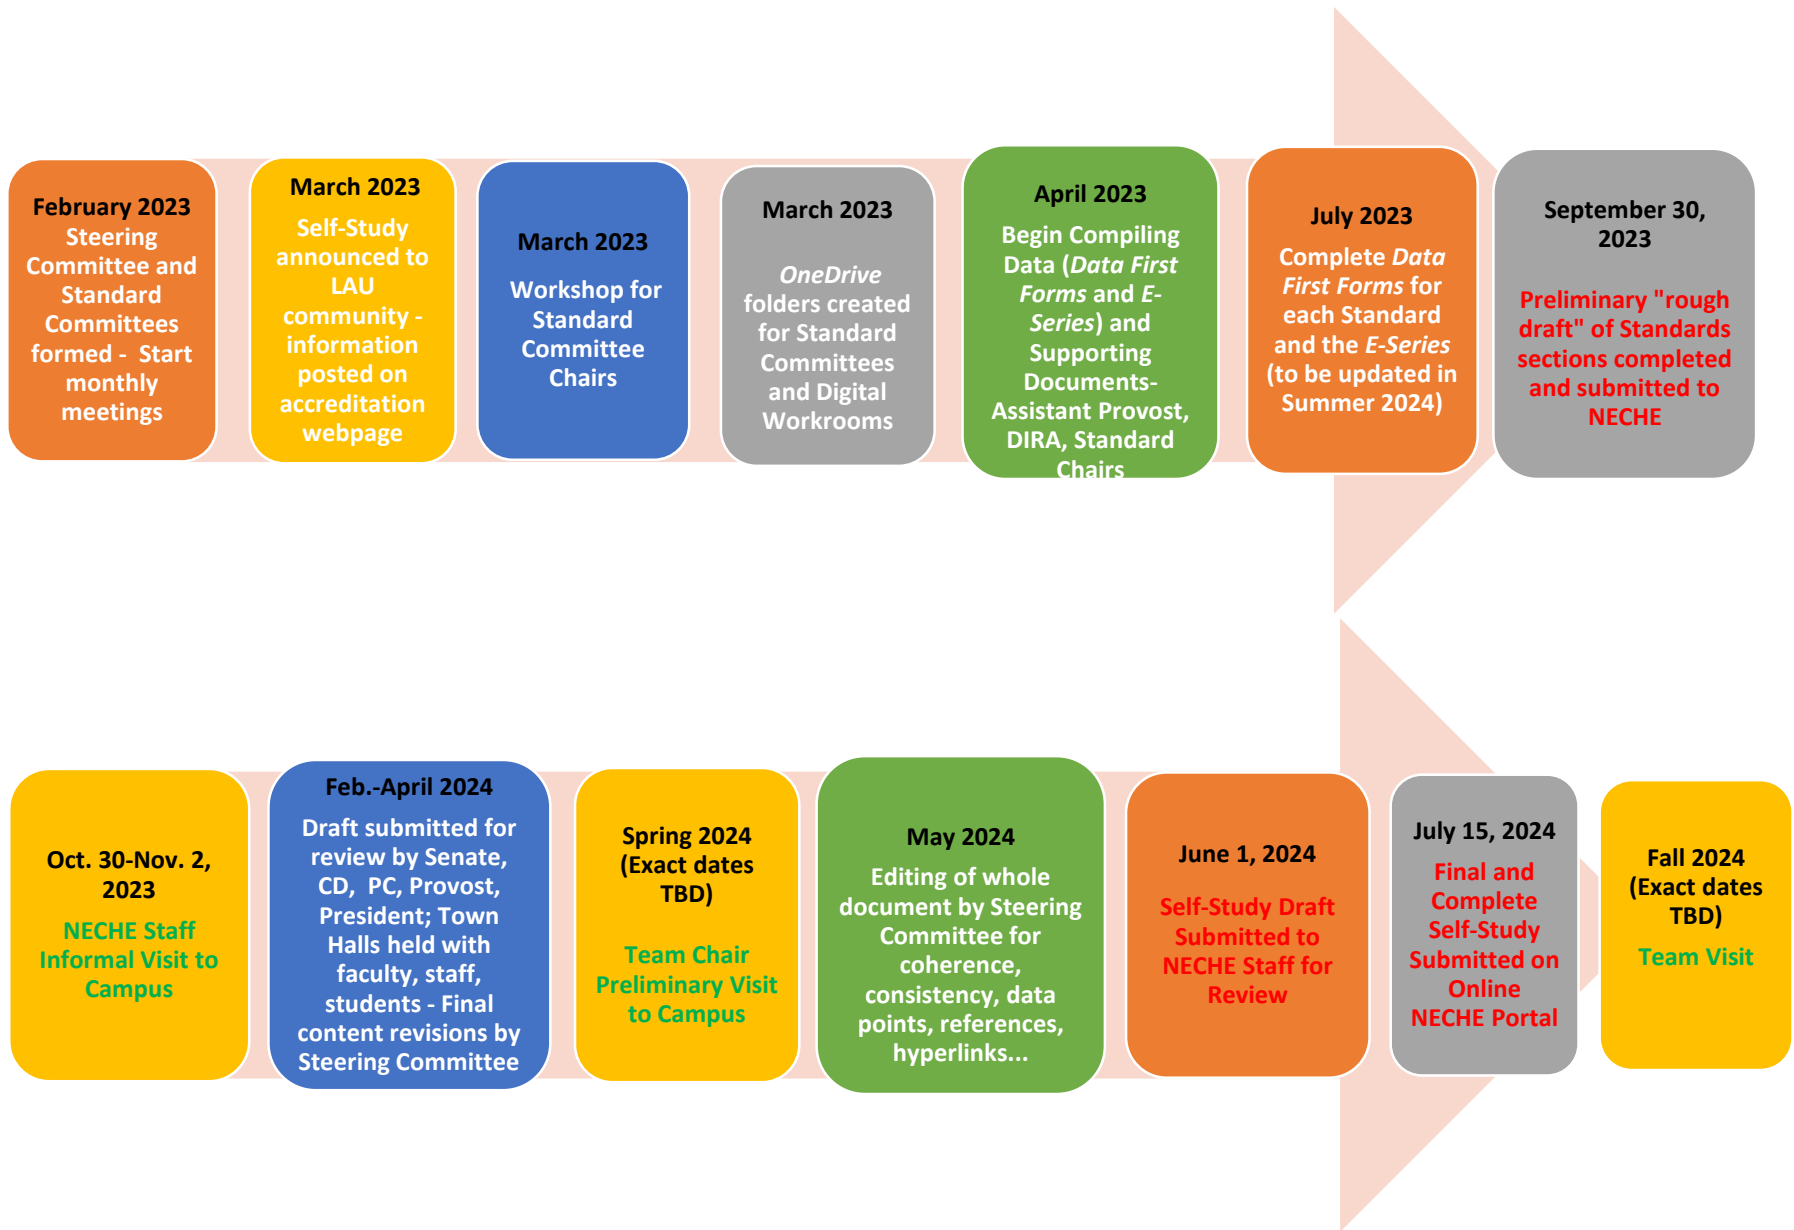 February 2023
Steering
Committee and
Standard
Committees
formed -  Start
monthly
meetings
March 2023
Self-Study
announced to
LAU
community -
information
posted on
accreditation
webpage
March 2023
Workshop for
Standard
Committee
Chairs
March 2023
OneDrive
folders created
for Standard
Committees
and Digital
Workrooms
April 2023
Begin Compiling
Data (Data First
Forms and E-
Series) and
Supporting
Documents-
Assistant Provost,
DIRA, Standard
Chairs
July 2023
Complete Data
First Forms for
each Standard
and the E-Series
(to be updated in
Summer 2024)
September 30,
2023
Preliminary "rough
draft" of Standards
sections completed
and submitted to
NECHE
Oct. 30-Nov. 2,
2023
NECHE Staff
Informal Visit to
Campus
Feb.-April 2024
Draft submitted for
review by Senate,
CD,  PC, Provost,
President; Town
Halls held with
faculty, staff,
students - Final
content revisions by
Steering Committee
Spring 2024
(Exact dates
TBD)
Team Chair
Preliminary Visit
to Campus
May 2024
Editing of whole
document by Steering
Committee for
coherence,
consistency, data
points, references,
hyperlinks...
June 1, 2024
Self-Study Draft
Submitted to
NECHE Staff for
Review
July 15, 2024
Final and
Complete
Self-Study
Submitted on
Online
NECHE Portal
Fall 2024
(Exact dates
TBD)
Team Visit